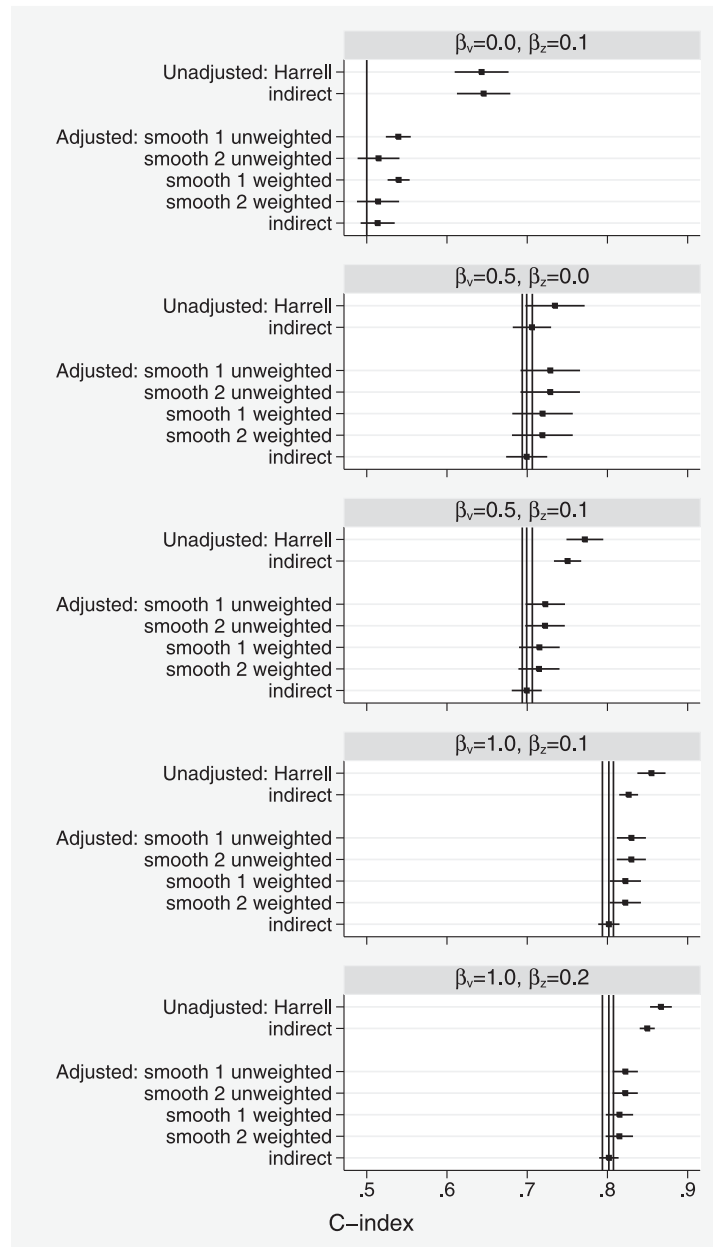 βv=0.0, βz=0.1
Unadjusted: Harrell
indirect
Adjusted: smooth 1 unweighted
smooth 2 unweighted
smooth 1 weighted
smooth 2 weighted
indirect
βv=0.5, βz=0.0
Unadjusted: Harrell
indirect
Adjusted: smooth 1 unweighted
smooth 2 unweighted
smooth 1 weighted
smooth 2 weighted
indirect
βv=0.5, βz=0.1
Unadjusted: Harrell
indirect
Adjusted: smooth 1 unweighted
smooth 2 unweighted
smooth 1 weighted
smooth 2 weighted
indirect
βv=1.0, βz=0.1
Unadjusted: Harrell
indirect
Adjusted: smooth 1 unweighted
smooth 2 unweighted
smooth 1 weighted
smooth 2 weighted
indirect
βv=1.0, βz=0.2
Unadjusted: Harrell
indirect
Adjusted: smooth 1 unweighted
smooth 2 unweighted
smooth 1 weighted
smooth 2 weighted
indirect
.5 .6 .7 .8 .9
C−index